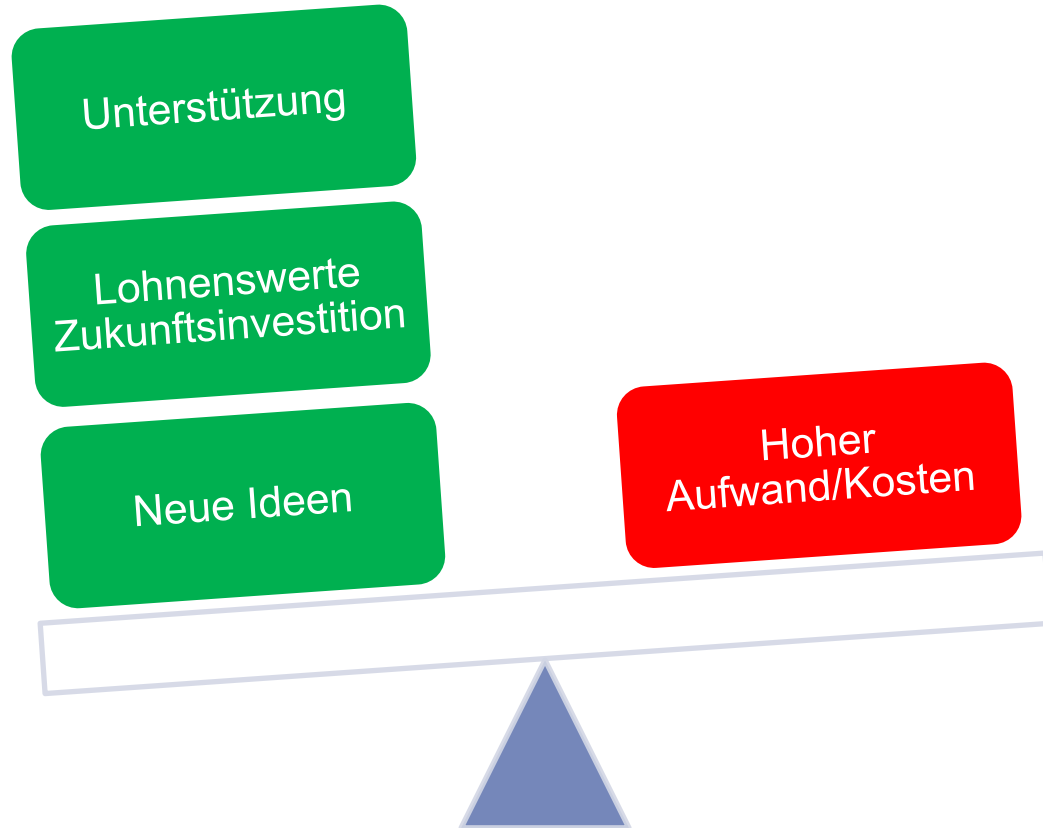 Unterstützung
Lohnenswerte
Zukunftsinvestition
Neue Ideen
Hoher
Aufwand/Kosten